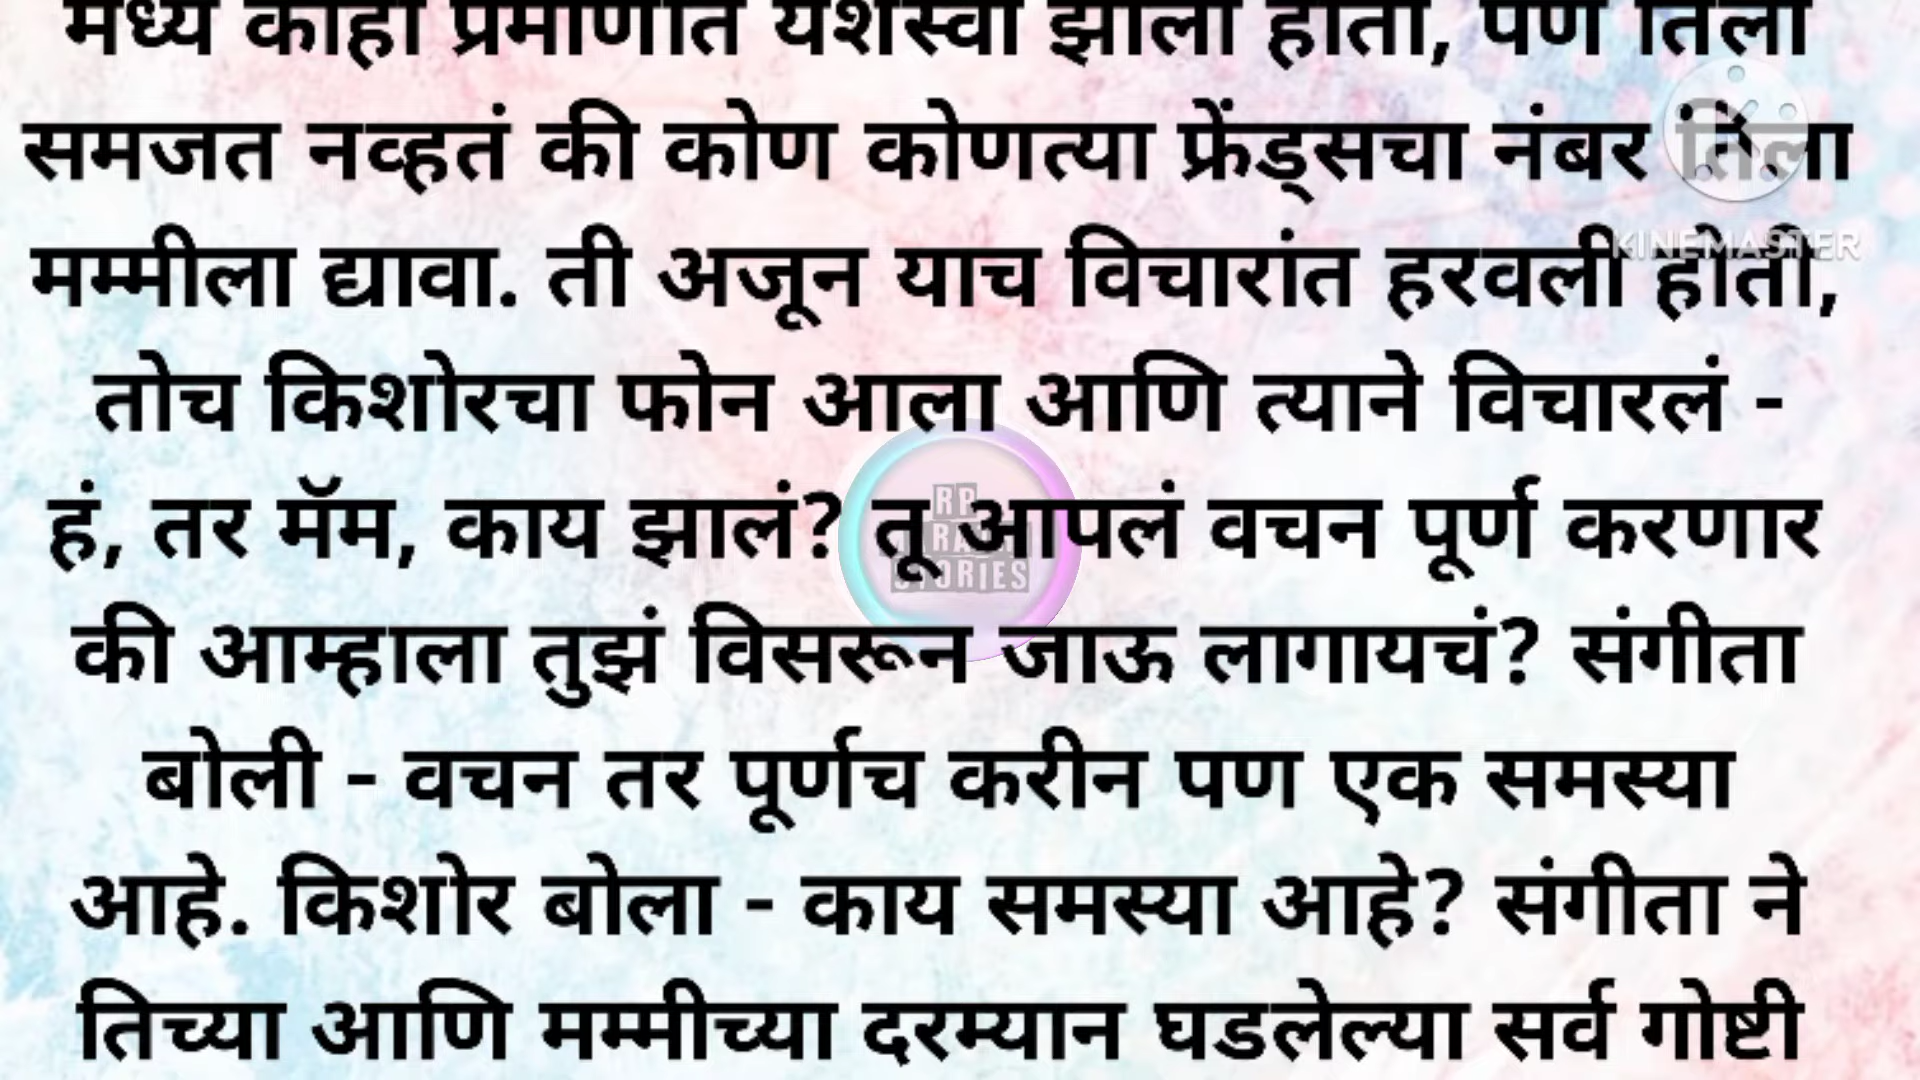 मध्ये काही प्रमाणात यशस्वी झाली होती, पण तिला
समजत नव्हतं की कोण कोणत्या फ्रेंड्सचा नंबर तिला
KINEMASTER
मम्मीला द्यावा. ती अजून याच विचारांत हरवली होती,
तोच किशोरचा फोन आला आणि त्याने विचारलं -
हं, तर मॅम, काय झालं? तू आपलं वचन पूर्ण करणार
RP
STORIES
की आम्हाला तुझं विसरून जाऊ लागायचं? संगीता
बोली - वचन तर पूर्णच करीन पण एक समस्या
आहे. किशोर बोला - काय समस्या आहे? संगीता ने
तिच्या आणि मम्मीच्या दरम्यान घडलेल्या सर्व गोष्टी